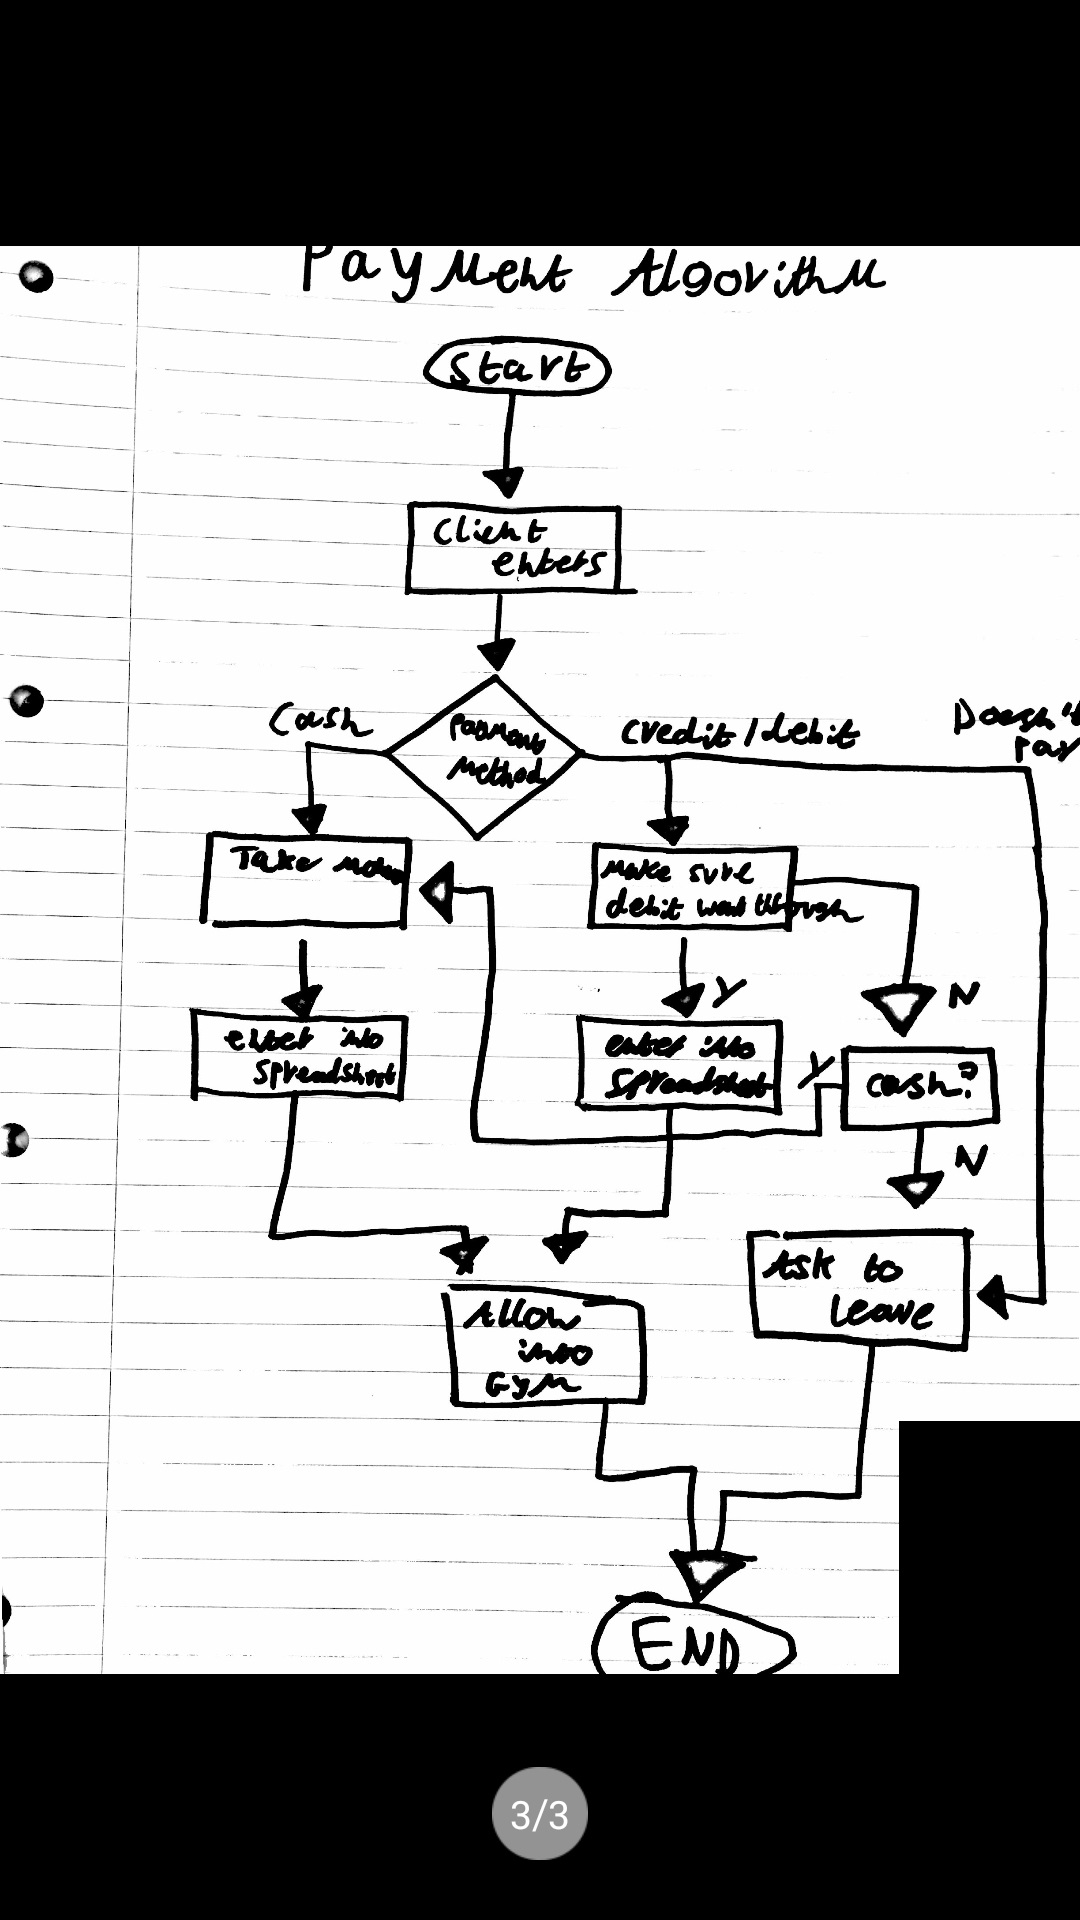 Payment Algorithm
Start
Client
enters
Cash
Payment
Method
credit/debit
Doesn't
pay
Take money
Make sure
debit went through
Y
N
enter into
spreadsheet
enter into
spreadsheet
Y
cash?
N
Ask to
leave
Allow
into
Gym
END
3/3